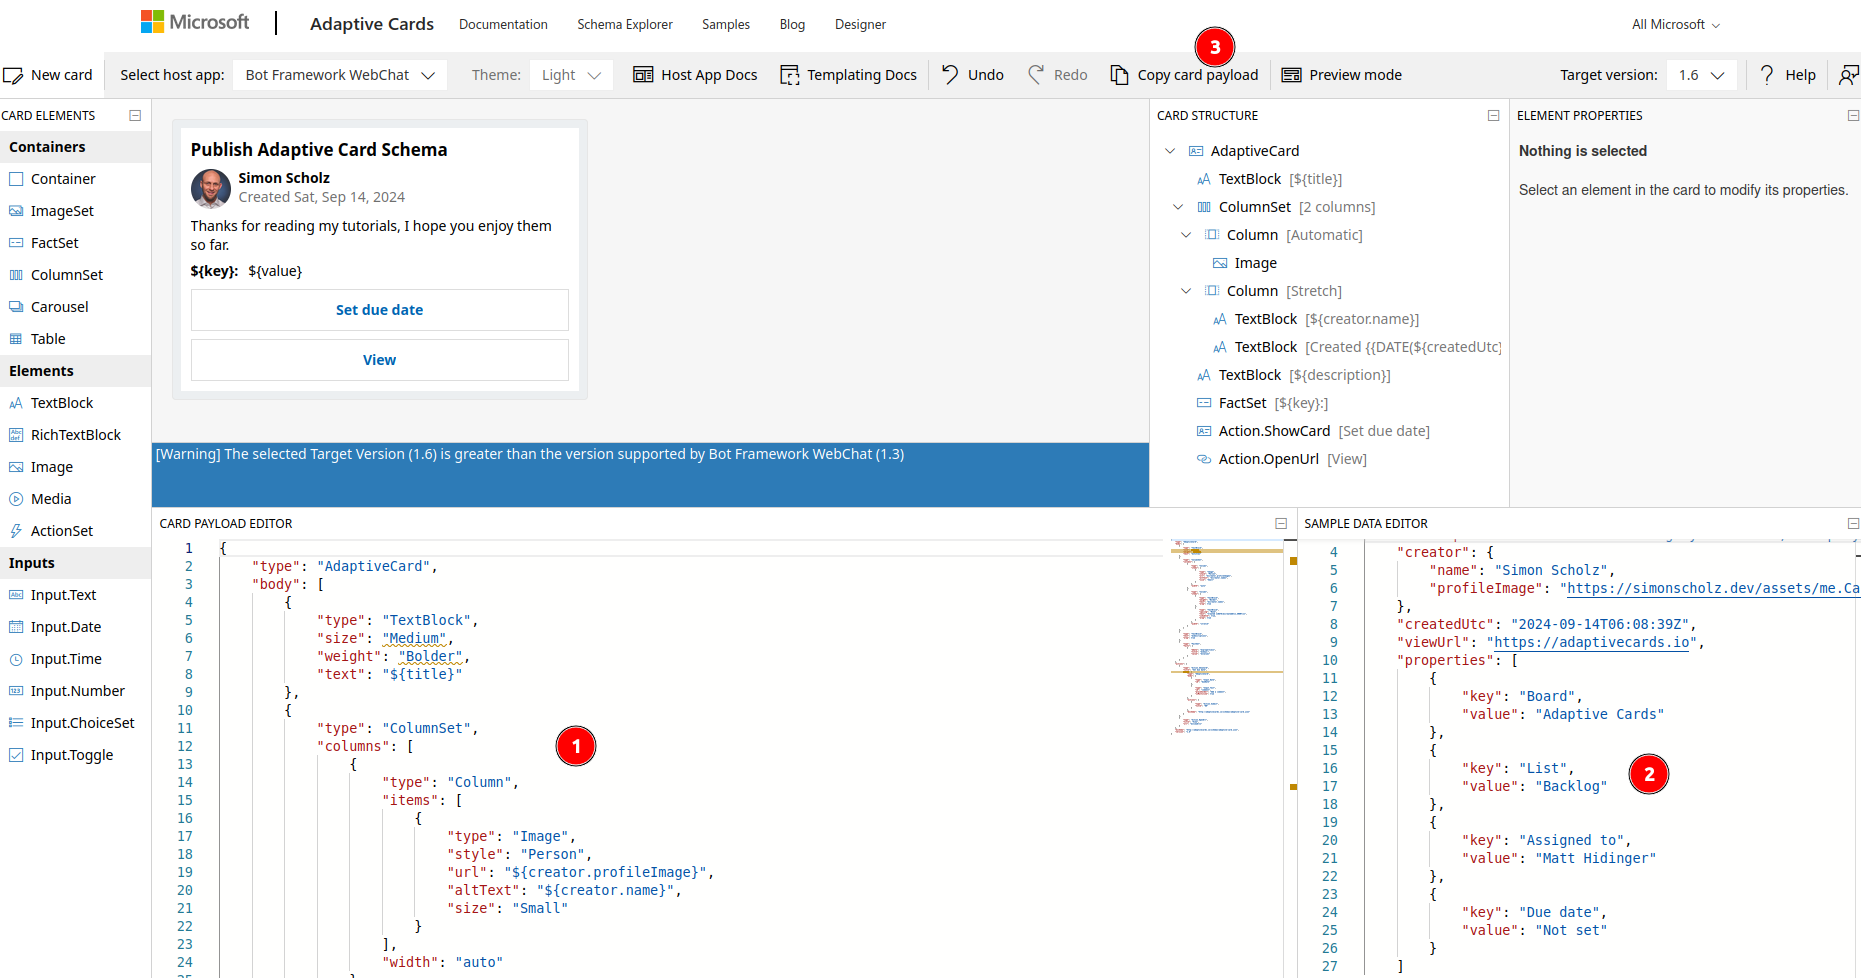 Microsoft
Adaptive Cards
Documentation
Schema Explorer
Samples
Blog
Designer
All Microsoft
3
New card
Select host app:
Bot Framework WebChat
Theme:
Light
Host App Docs
Templating Docs
Undo
Redo
Copy card payload
Preview mode
Target version:
1.6
Help
CARD ELEMENTS
Containers
Container
ImageSet
FactSet
ColumnSet
Carousel
Table
Elements
TextBlock
RichTextBlock
Image
Media
ActionSet
Inputs
Input.Text
Input.Date
Input.Time
Input.Number
Input.ChoiceSet
Input.Toggle
Publish Adaptive Card Schema
Simon Scholz
Created Sat, Sep 14, 2024
Thanks for reading my tutorials, I hope you enjoy them
so far.
${key}: ${value}
Set due date
View
[Warning] The selected Target Version (1.6) is greater than the version supported by Bot Framework WebChat (1.3)
CARD STRUCTURE
AdaptiveCard
TextBlock [${title}]
ColumnSet [2 columns]
Column [Automatic]
Image
Column [Stretch]
TextBlock [${creator.name}]
TextBlock [Created {{DATE(${createdUtc}
TextBlock [${description}]
FactSet [${key}:]
Action.ShowCard [Set due date]
Action.OpenUrl [View]
ELEMENT PROPERTIES
Nothing is selected
Select an element in the card to modify its properties.
CARD PAYLOAD EDITOR
1 {
2 "type": "AdaptiveCard",
3 "body": [
4 {
5 "type": "TextBlock",
6 "size": "Medium",
7 "weight": "Bolder",
8 "text": "${title}"
9 },
10 {
11 "type": "ColumnSet",
12 "columns": [
13 {
14 "type": "Column",
15 "items": [
16 {
17 "type": "Image",
18 "style": "Person",
19 "url": "${creator.profileImage}",
20 "altText": "${creator.name}",
21 "size": "Small"
22 }
23 ],
24 "width": "auto"
1
SAMPLE DATA EDITOR
4 "creator": {
5 "name": "Simon Scholz",
6 "profileImage": "https://simonscholz.dev/assets/me.Ca
7 },
8 "createdUtc": "2024-09-14T06:08:39Z",
9 "viewUrl": "https://adaptivecards.io",
10 "properties": [
11 {
12 "key": "Board",
13 "value": "Adaptive Cards"
14 },
15 {
16 "key": "List",
17 "value": "Backlog"
18 },
19 {
20 "key": "Assigned to",
21 "value": "Matt Hidinger"
22 },
23 {
24 "key": "Due date",
25 "value": "Not set"
26 }
27 ]
2